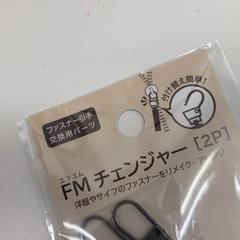 ファスナー引手
交換用パーツ
付け替え簡単!
エフエム
FMチェンジャー [2P]
洋服やサイフのファスナーをリメイク・アレンジ